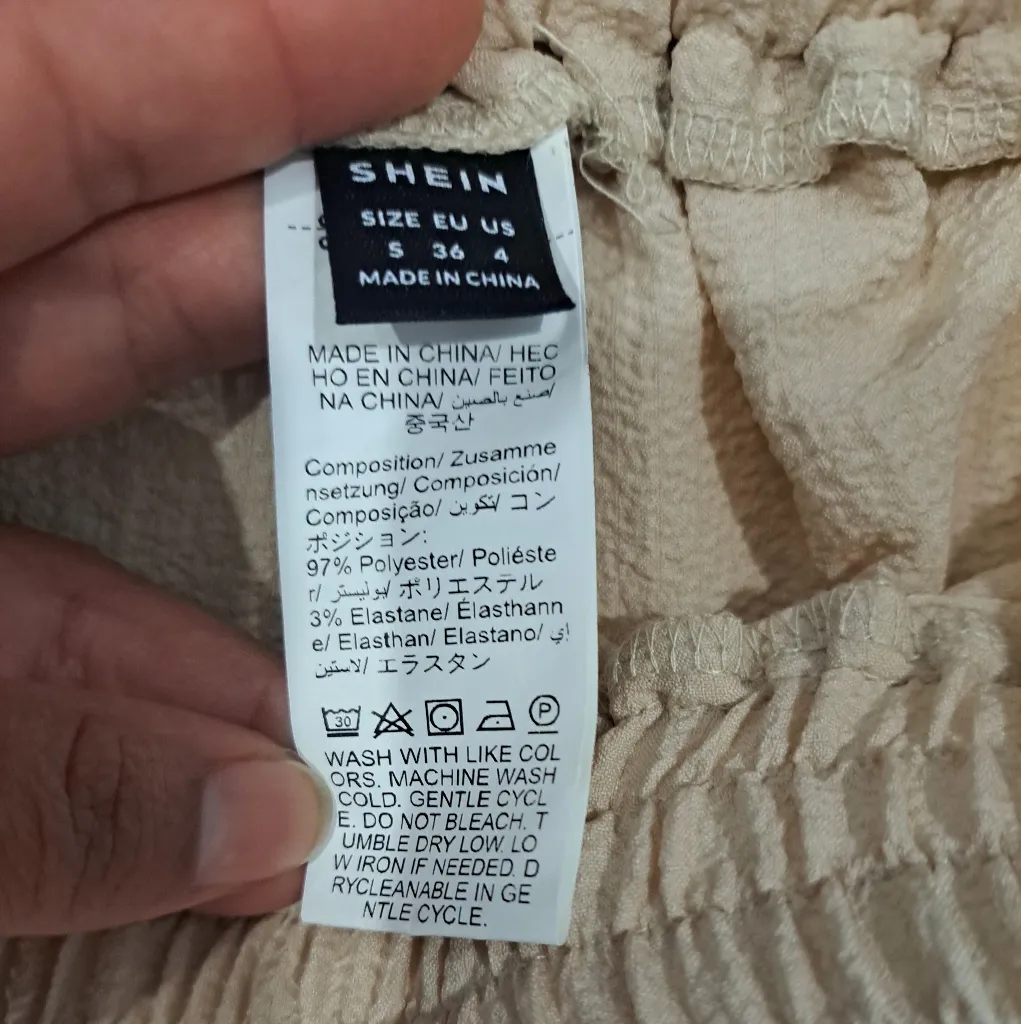 SHEIN
SIZE EU US
S 36 4
MADE IN CHINA
MADE IN CHINA/ HEC
HO EN CHINA/ FEITO
NA CHINA/ صنع بالصين/
중국산
Composition/ Zusamme
nsetzung/ Composición/
Composição/ تكوين/ コン
ポジション:
97% Polyester/ Poliéste
r/ بوليستر/ ポリエステル
3% Elastane/ Élasthann
e/ Elasthan/ Elastano/ إي
لاستين/ エラスタン
30 P
WASH WITH LIKE COL
ORS. MACHINE WASH
COLD. GENTLE CYCL
E. DO NOT BLEACH. T
UMBLE DRY LOW. LO
W IRON IF NEEDED. D
RYCLEANABLE IN GE
NTLE CYCLE.